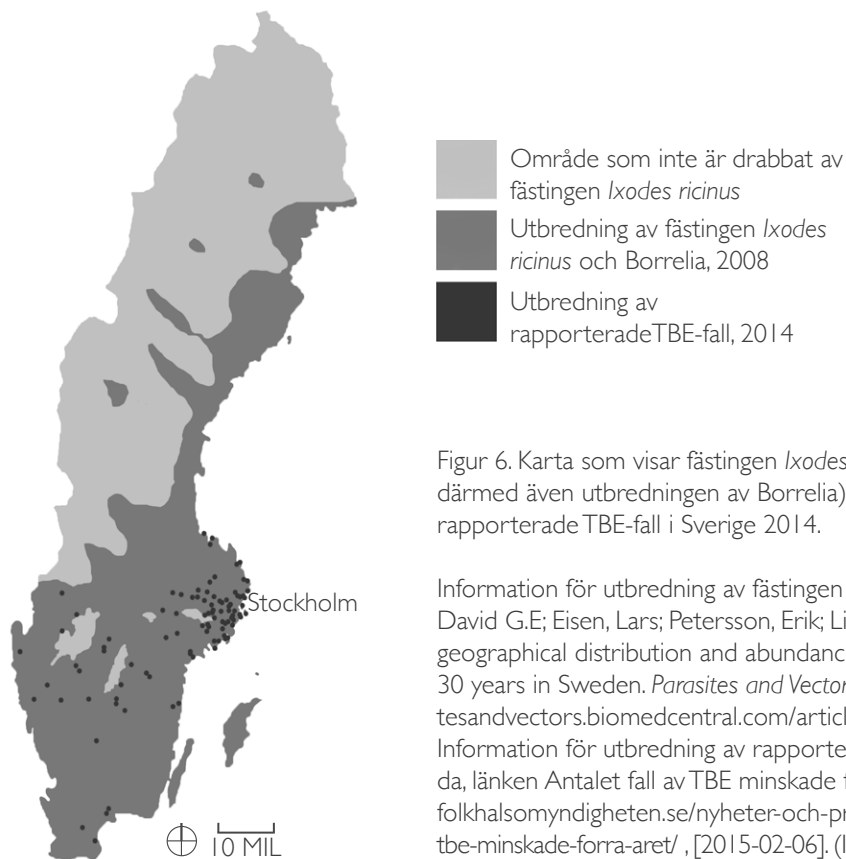 Område som inte är drabbat av
fästingen Ixodes ricinus
Utbredning av fästingen Ixodes
ricinus och Borrelia, 2008
Utbredning av
rapporteradeTBE-fall, 2014
Figur 6. Karta som visar fästingen Ixodes
därmed även utbredningen av Borrelia)
rapporterade TBE-fall i Sverige 2014.
Stockholm
Information för utbredning av fästingen
David G.E; Eisen, Lars; Petersson, Erik; Li
geographical distribution and abundanc
30 years in Sweden. Parasites and Vector
tesandvectors.biomedcentral.com/artic
Information för utbredning av rapporte
da, länken Antalet fall av TBE minskade f
folkhalsomyndigheten.se/nyheter-och-pr
tbe-minskade-forra-aret/ , [2015-02-06]. (I
10 MIL